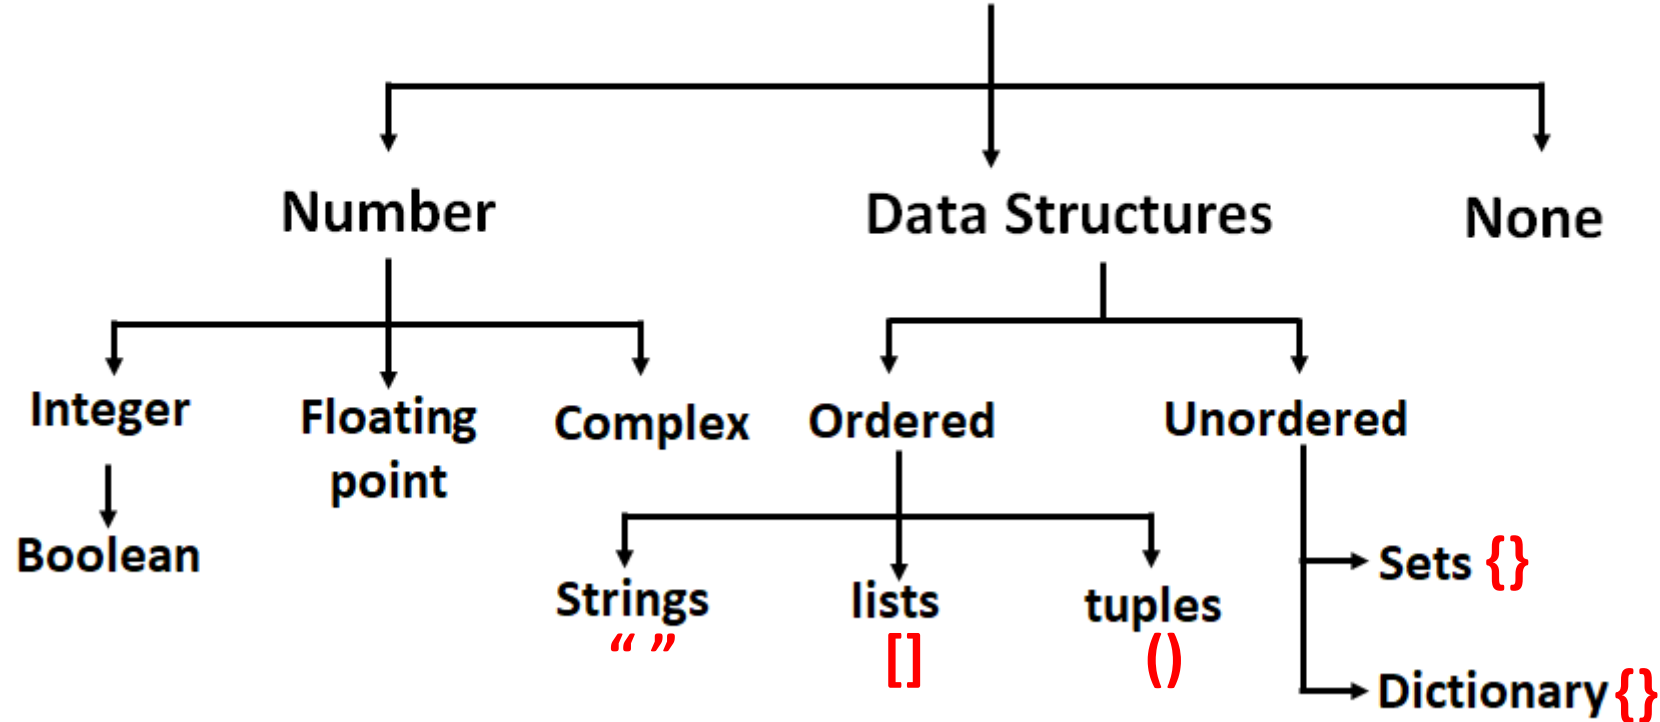 Number
Data Structures
None
Integer
Floating
point
Complex
Ordered
Unordered
Boolean
Strings
“ ”
lists
[]
tuples
()
Sets {}
Dictionary {}